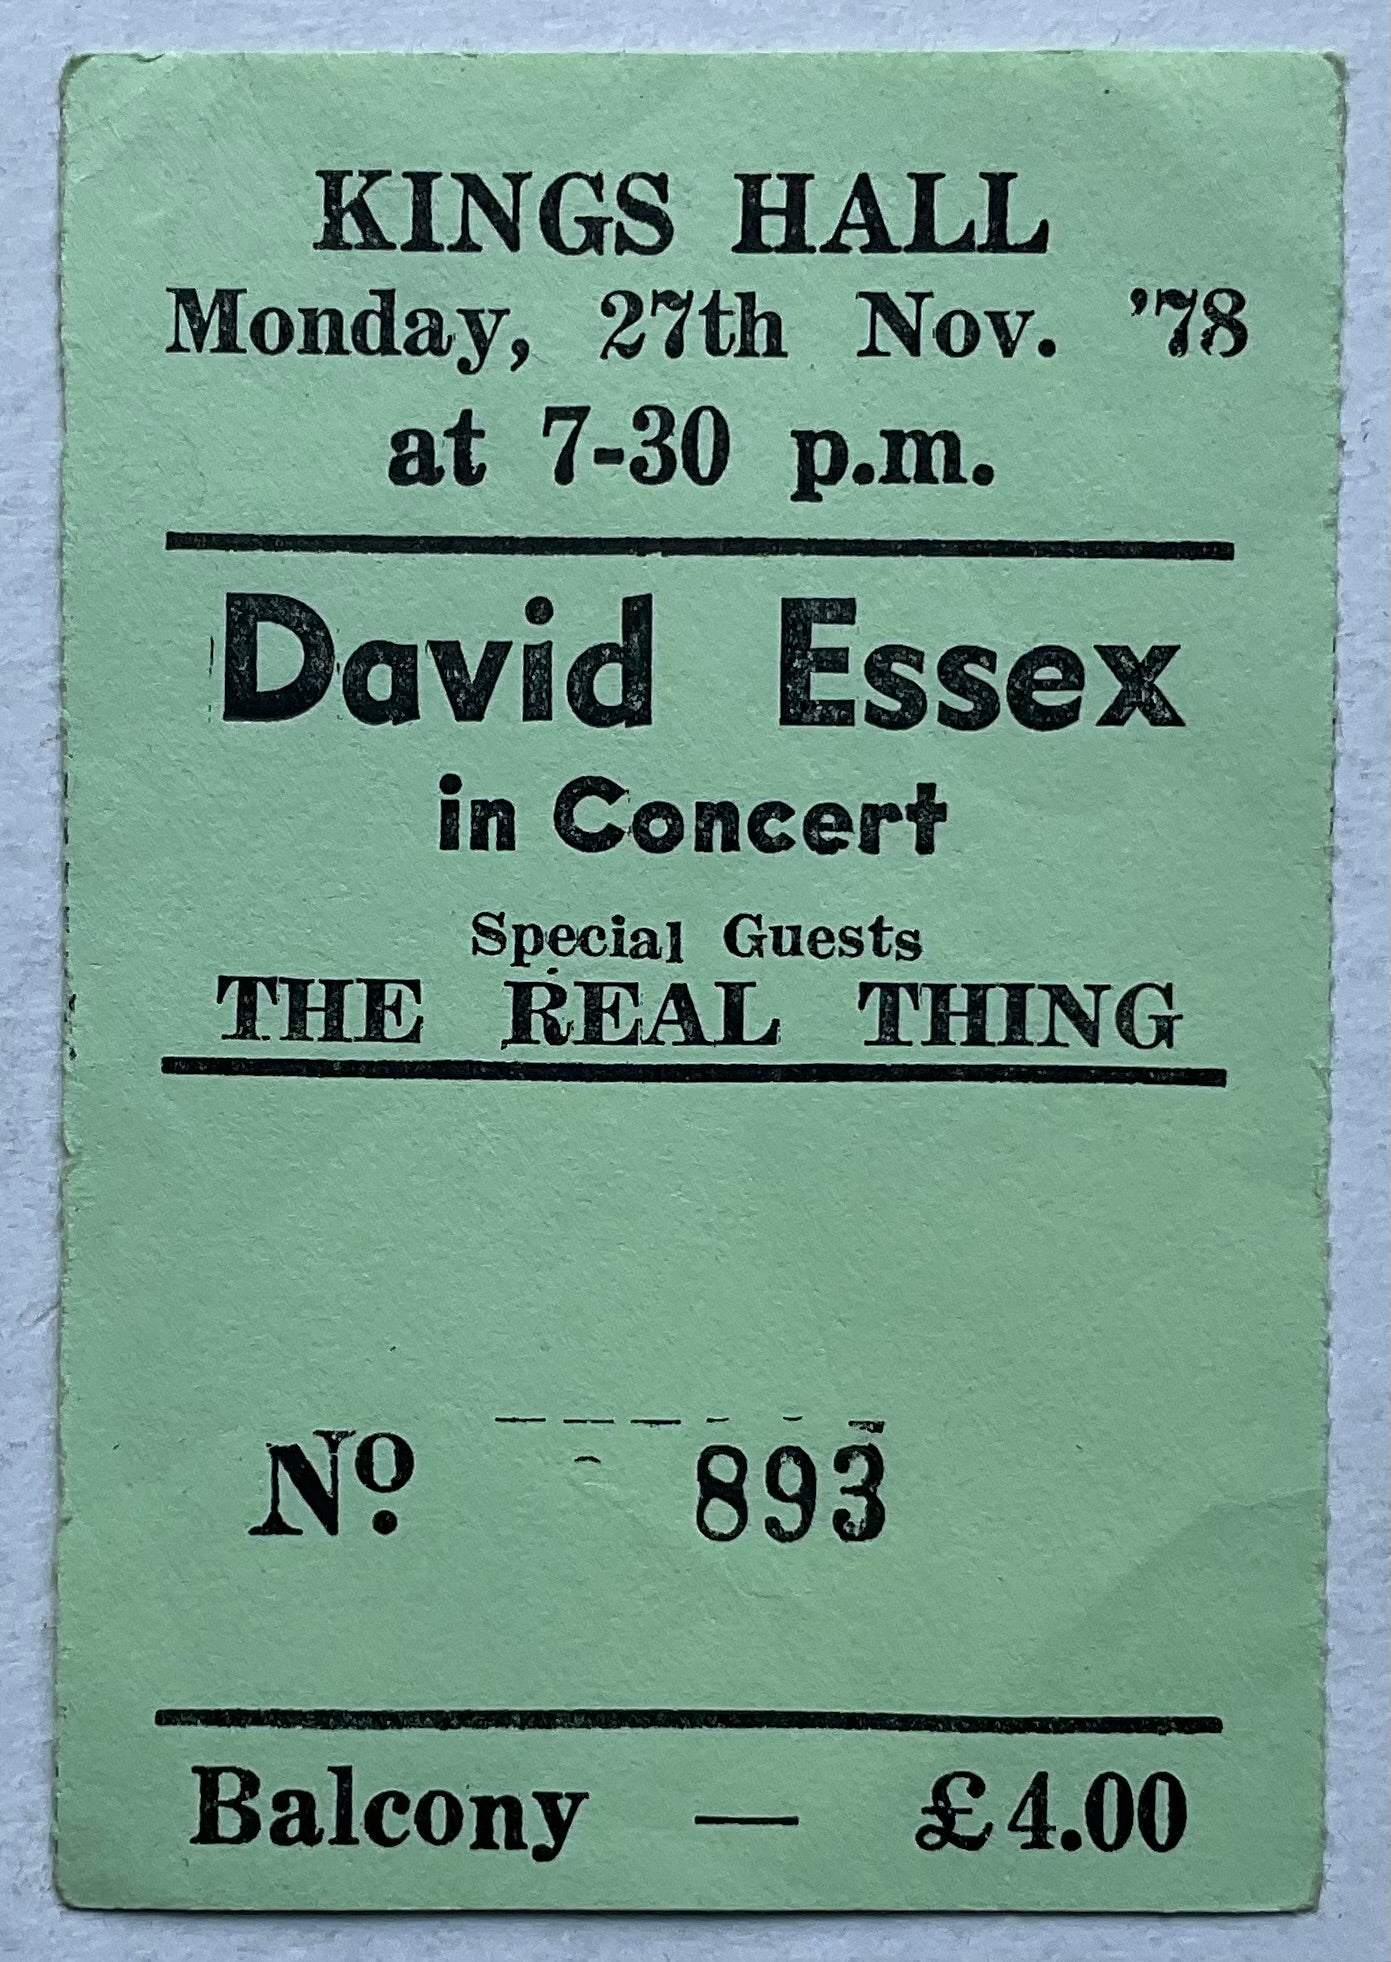 KINGS HALL
Monday, 27th Nov. '78
at 7-30 p.m.
David Essex
in Concert
Special Guests
THE REAL THING
No. 893
Balcony — £4.00